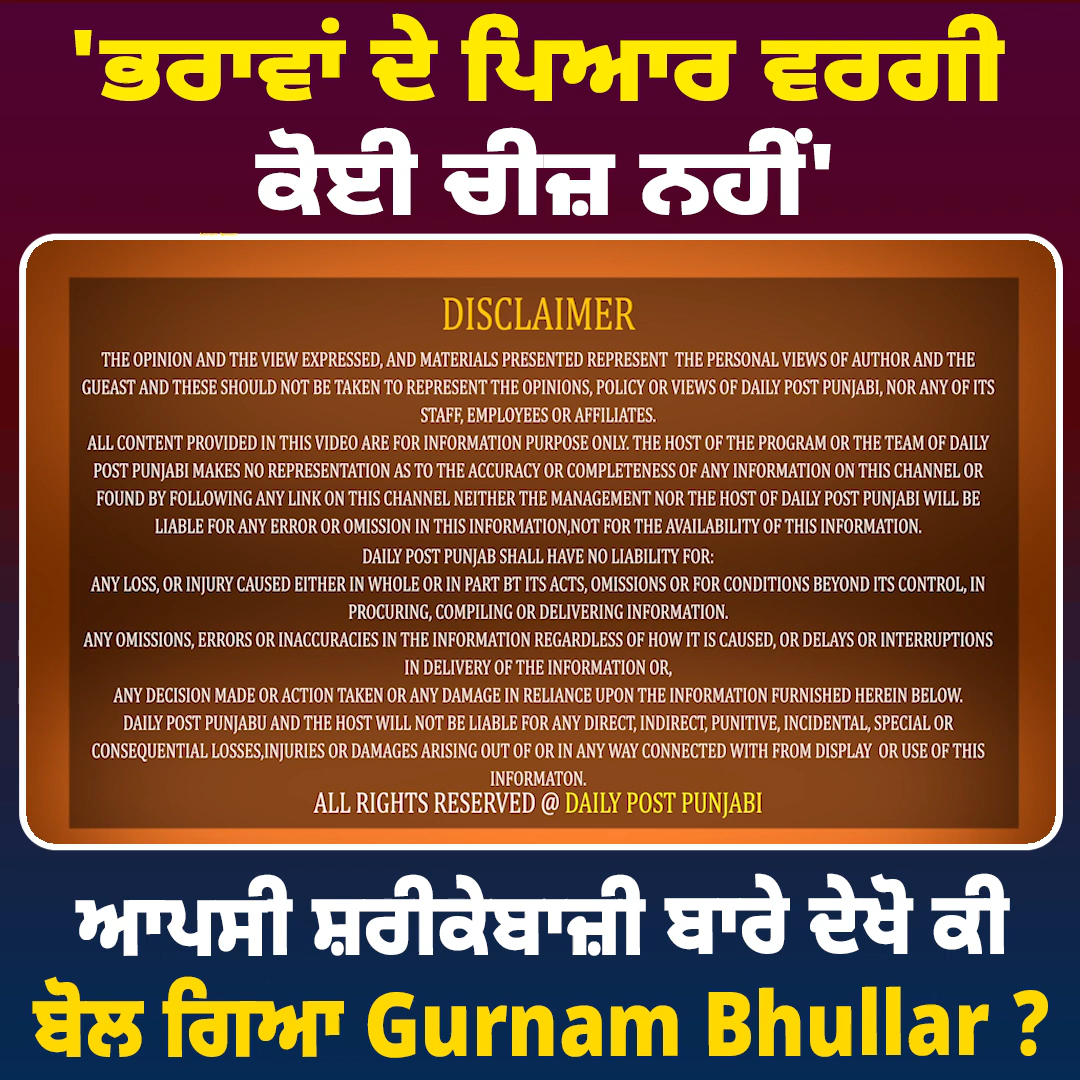 'ਭਰਾਵਾਂ ਦੇ ਪਿਆਰ ਵਰਗੀ
ਕੋਈ ਚੀਜ਼ ਨਹੀਂ'
DISCLAIMER
THE OPINION AND THE VIEW EXPRESSED, AND MATERIALS PRESENTED REPRESENT THE PERSONAL VIEWS OF AUTHOR AND THE
GUEAST AND THESE SHOULD NOT BE TAKEN TO REPRESENT THE OPINIONS, POLICY OR VIEWS OF DAILY POST PUNJABI, NOR ANY OF ITS
STAFF, EMPLOYEES OR AFFILIATES.
ALL CONTENT PROVIDED IN THIS VIDEO ARE FOR INFORMATION PURPOSE ONLY. THE HOST OF THE PROGRAM OR THE TEAM OF DAILY
POST PUNJABI MAKES NO REPRESENTATION AS TO THE ACCURACY OR COMPLETENESS OF ANY INFORMATION ON THIS CHANNEL OR
FOUND BY FOLLOWING ANY LINK ON THIS CHANNEL NEITHER THE MANAGEMENT NOR THE HOST OF DAILY POST PUNJABI WILL BE
LIABLE FOR ANY ERROR OR OMISSION IN THIS INFORMATION,NOT FOR THE AVAILABILITY OF THIS INFORMATION.
DAILY POST PUNJAB SHALL HAVE NO LIABILITY FOR:
ANY LOSS, OR INJURY CAUSED EITHER IN WHOLE OR IN PART BT ITS ACTS, OMISSIONS OR FOR CONDITIONS BEYOND ITS CONTROL, IN
PROCURING, COMPILING OR DELIVERING INFORMATION.
ANY OMISSIONS, ERRORS OR INACCURACIES IN THE INFORMATION REGARDLESS OF HOW IT IS CAUSED, OR DELAYS OR INTERRUPTIONS
IN DELIVERY OF THE INFORMATION OR,
ANY DECISION MADE OR ACTION TAKEN OR ANY DAMAGE IN RELIANCE UPON THE INFORMATION FURNISHED HEREIN BELOW.
DAILY POST PUNJABU AND THE HOST WILL NOT BE LIABLE FOR ANY DIRECT, INDIRECT, PUNITIVE, INCIDENTAL, SPECIAL OR
CONSEQUENTIAL LOSSES,INJURIES OR DAMAGES ARISING OUT OF OR IN ANY WAY CONNECTED WITH FROM DISPLAY OR USE OF THIS
INFORMATON.
ALL RIGHTS RESERVED @ DAILY POST PUNJABI
ਆਪਸੀ ਸ਼ਰੀਕੇਬਾਜ਼ੀ ਬਾਰੇ ਦੇਖੋ ਕੀ
ਬੋਲ ਗਿਆ Gurnam Bhullar ?